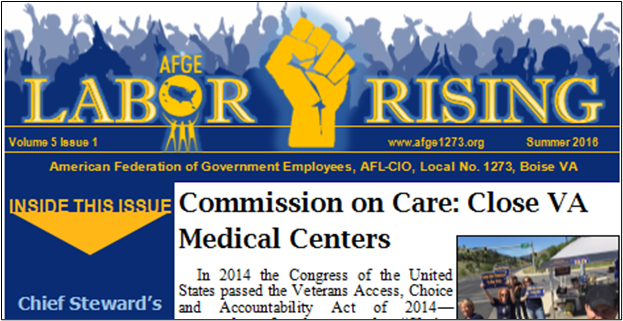 AFGE
LABOR RISING
Volume 5 Issue 1 www.afge1273.org Summer 2016
American Federation of Government Employees, AFL-CIO, Local No. 1273, Boise VA
INSIDE THIS ISSUE
Chief Steward's
Commission on Care: Close VA
Medical Centers
In 2014 the Congress of the United
States passed the Veterans Access, Choice
and Accountability Act of 2014—